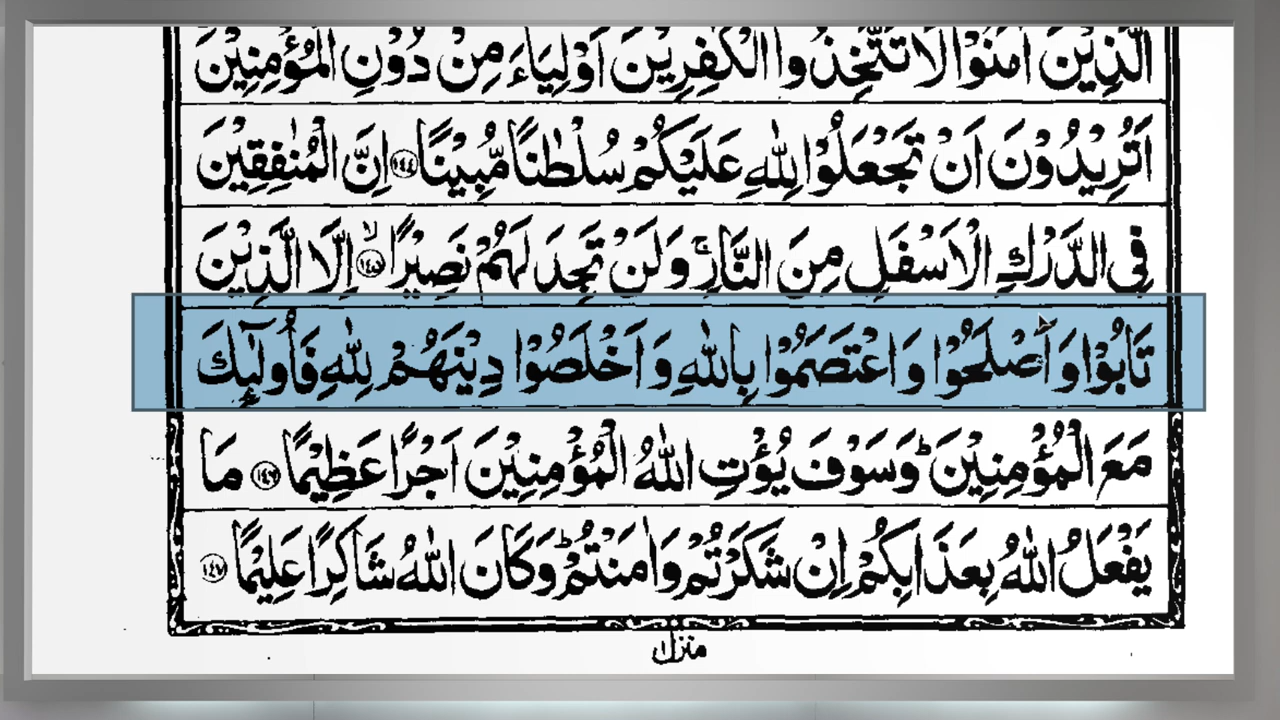 الَّذِيْنَ اٰمَنُوْا لَا تَتَّخِذُوا الْكٰفِرِيْنَ اَوْلِيَآءَ مِنْ دُوْنِ الْمُؤْمِنِيْنَ
اَتُرِيْدُوْنَ اَنْ تَجْعَلُوْا لِلّٰهِ عَلَيْكُمْ سُلْطٰنًا مُّبِيْنًا ﴿۱۴۴﴾ اِنَّ الْمُنٰفِقِيْنَ
فِى الدَّرْكِ الْاَسْفَلِ مِنَ النَّارِ ۚ وَلَنْ تَجِدَ لَهُمْ نَصِيْرًا ۙ﴿۱۴۵﴾ اِلَّا الَّذِيْنَ
تَابُوْا وَاَصْلَحُوْا وَاعْتَصَمُوْا بِاللّٰهِ وَاَخْلَصُوْا دِيْنَهُمْ لِلّٰهِ فَاُولٰٓئِكَ
مَعَ الْمُؤْمِنِيْنَ ؕ وَسَوْفَ يُؤْتِ اللّٰهُ الْمُؤْمِنِيْنَ اَجْرًا عَظِيْمًا ﴿۱۴۶﴾ مَا
يَفْعَلُ اللّٰهُ بِعَذَابِكُمْ اِنْ شَكَرْتُمْ وَاٰمَنْتُمْ ؕ وَكَانَ اللّٰهُ شَاكِرًا عَلِيْمًا ﴿۱۴۷﴾
منزل